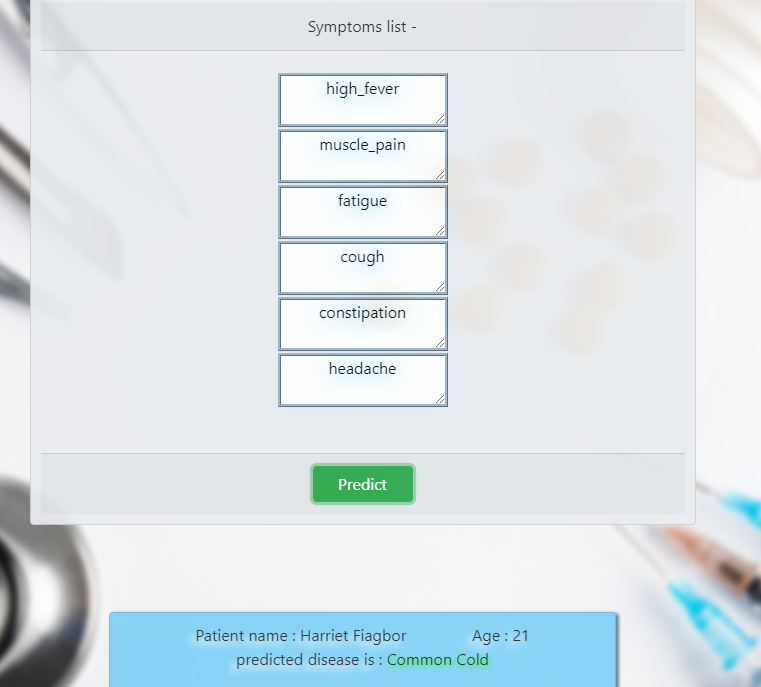 Symptoms list -
high_fever
muscle_pain
fatigue
cough
constipation
headache
Predict
Patient name : Harriet Fiagbor Age : 21
predicted disease is : Common Cold